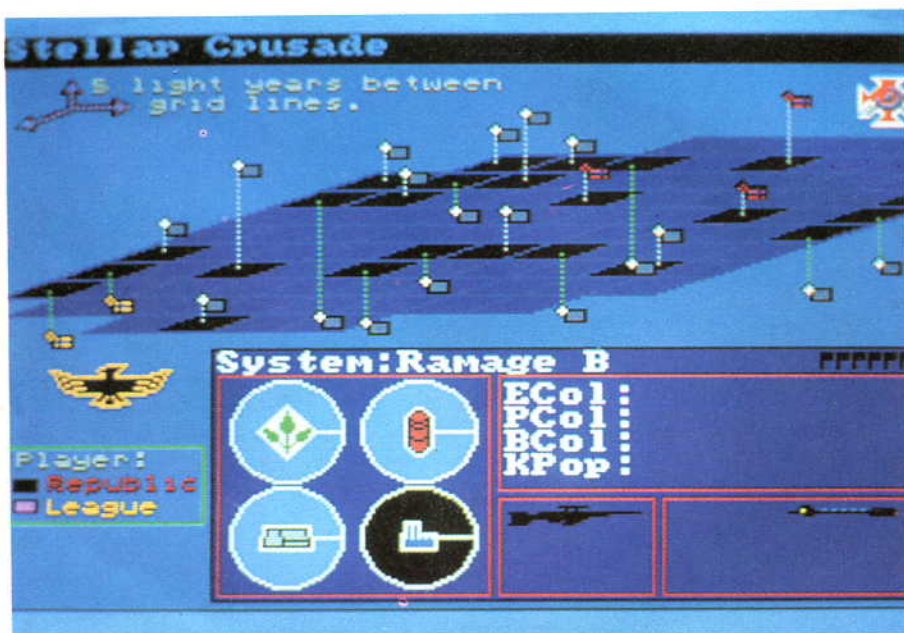 Stellar Crusade
5 light years between
grid lines.
System:Ramage B
ECol:
PCol:
BCol:
KPop:
Player:
Republic
League